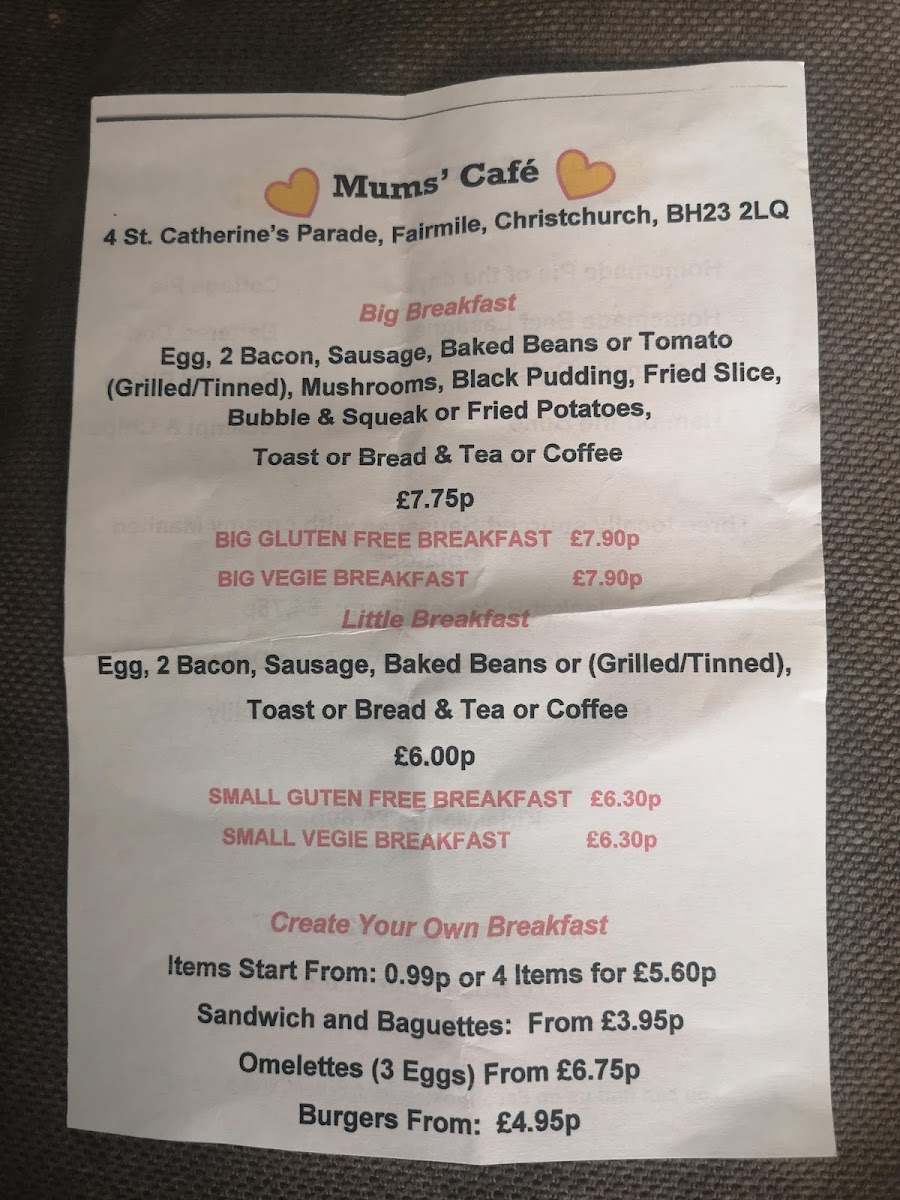 Mums' Café
4 St. Catherine's Parade, Fairmile, Christchurch, BH23 2LQ
Big Breakfast
Egg, 2 Bacon, Sausage, Baked Beans or Tomato
(Grilled/Tinned), Mushrooms, Black Pudding, Fried Slice,
Bubble & Squeak or Fried Potatoes,
Toast or Bread & Tea or Coffee
£7.75p
BIG GLUTEN FREE BREAKFAST £7.90p
BIG VEGIE BREAKFAST £7.90p
Little Breakfast
Egg, 2 Bacon, Sausage, Baked Beans or (Grilled/Tinned),
Toast or Bread & Tea or Coffee
£6.00p
SMALL GUTEN FREE BREAKFAST £6.30p
SMALL VEGIE BREAKFAST £6.30p
Create Your Own Breakfast
Items Start From: 0.99p or 4 Items for £5.60p
Sandwich and Baguettes: From £3.95p
Omelettes (3 Eggs) From £6.75p
Burgers From: £4.95p